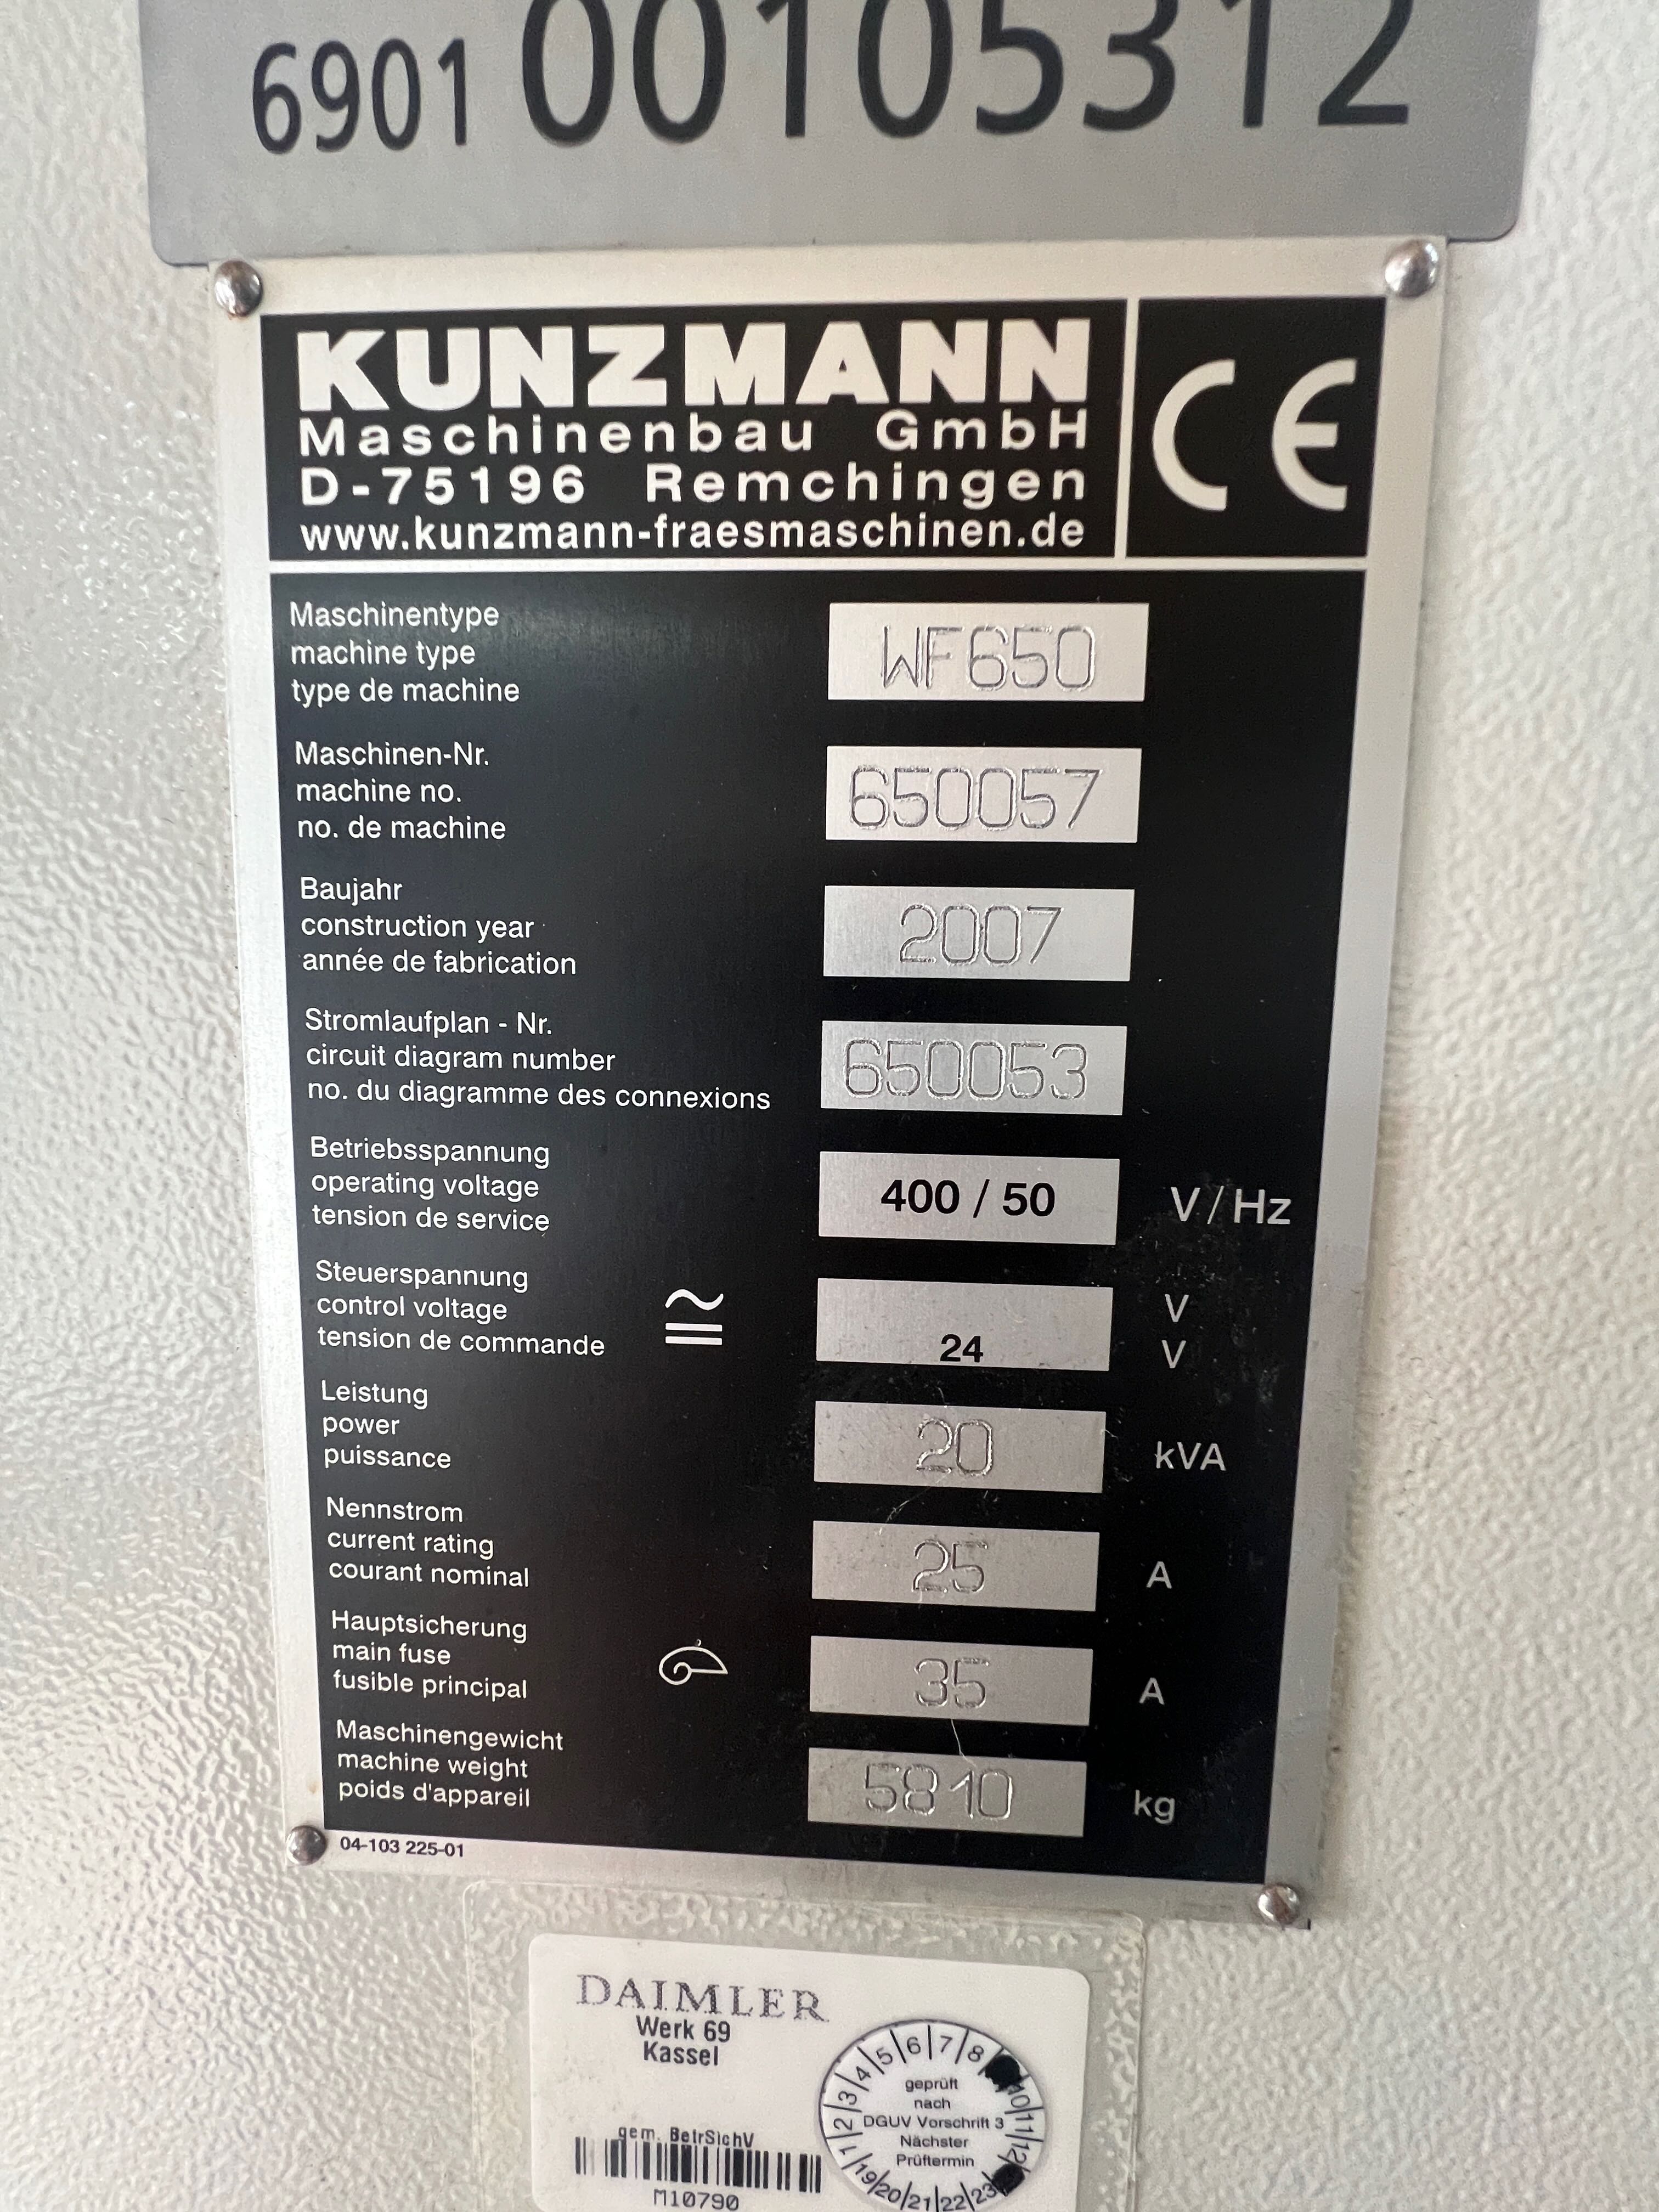 6901 00105312
KUNZMANN
Maschinenbau GmbH
D-75196 Remchingen
www.kunzmann-fraesmaschinen.de
CE
Maschinentype
machine type
type de machine
WF650
Maschinen-Nr.
machine no.
no. de machine
650057
Baujahr
construction year
année de fabrication
2007
Stromlaufplan - Nr.
circuit diagram number
no. du diagramme des connexions
650053
Betriebsspannung
operating voltage
tension de service
400 / 50 V/Hz
Steuerspannung
control voltage
tension de commande
V
24 V
Leistung
power
puissance
20 kVA
Nennstrom
current rating
courant nominal
25 A
Hauptsicherung
main fuse
fusible principal
35 A
Maschinengewicht
machine weight
poids d'appareil
5810 kg
04-103 225-01
DAIMLER
Werk 69
Kassel
gem. BetrSichV
M10790
1 2 3 4 5 6 7 8 10 11 12
geprüft
nach
DGUV Vorschrift 3
Nächster
Prüftermin
19 20 21 22 23